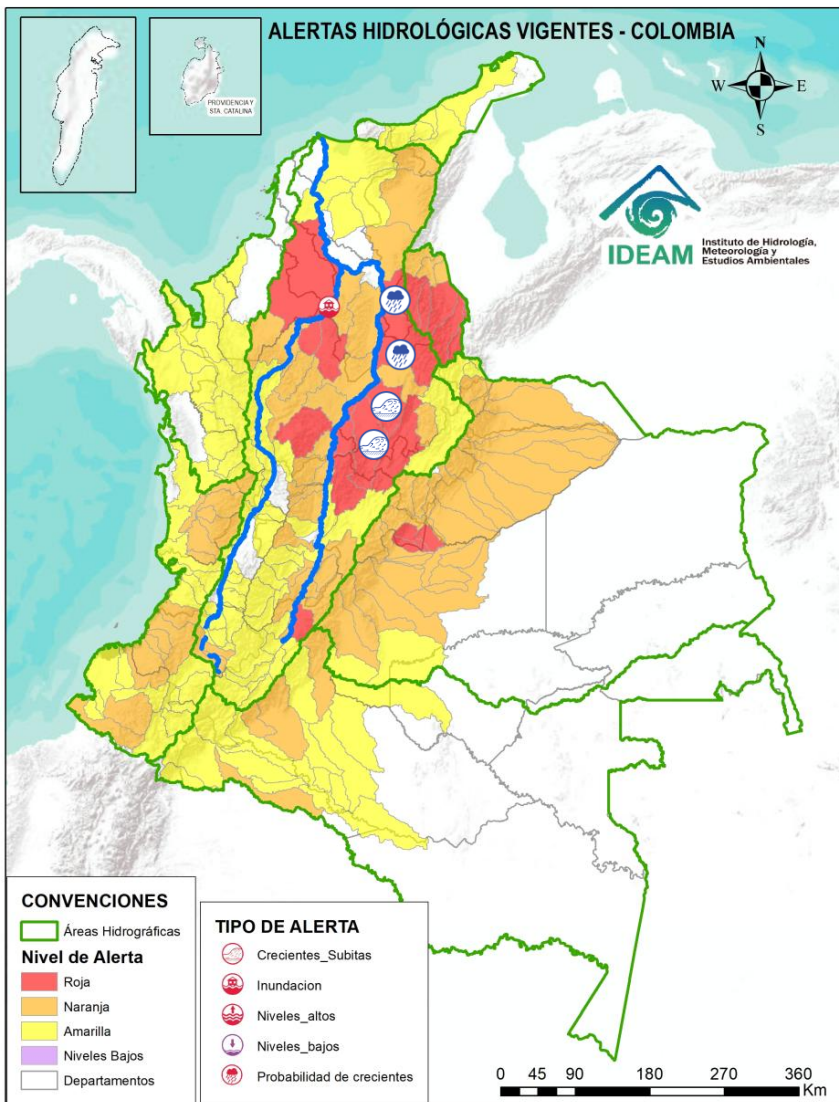 ALERTAS HIDROLÓGICAS VIGENTES - COLOMBIA
PROVIDENCIA Y
STA. CATALINA
N
W
E
S
IDEAM
Instituto de Hidrología,
Meteorología y
Estudios Ambientales
CONVENCIONES
Áreas Hidrográficas
Nivel de Alerta
Roja
Naranja
Amarilla
Niveles Bajos
Departamentos
TIPO DE ALERTA
Crecientes_Subitas
Inundacion
Niveles_altos
Niveles_bajos
Probabilidad de crecientes
0 45 90 180 270 360
Km